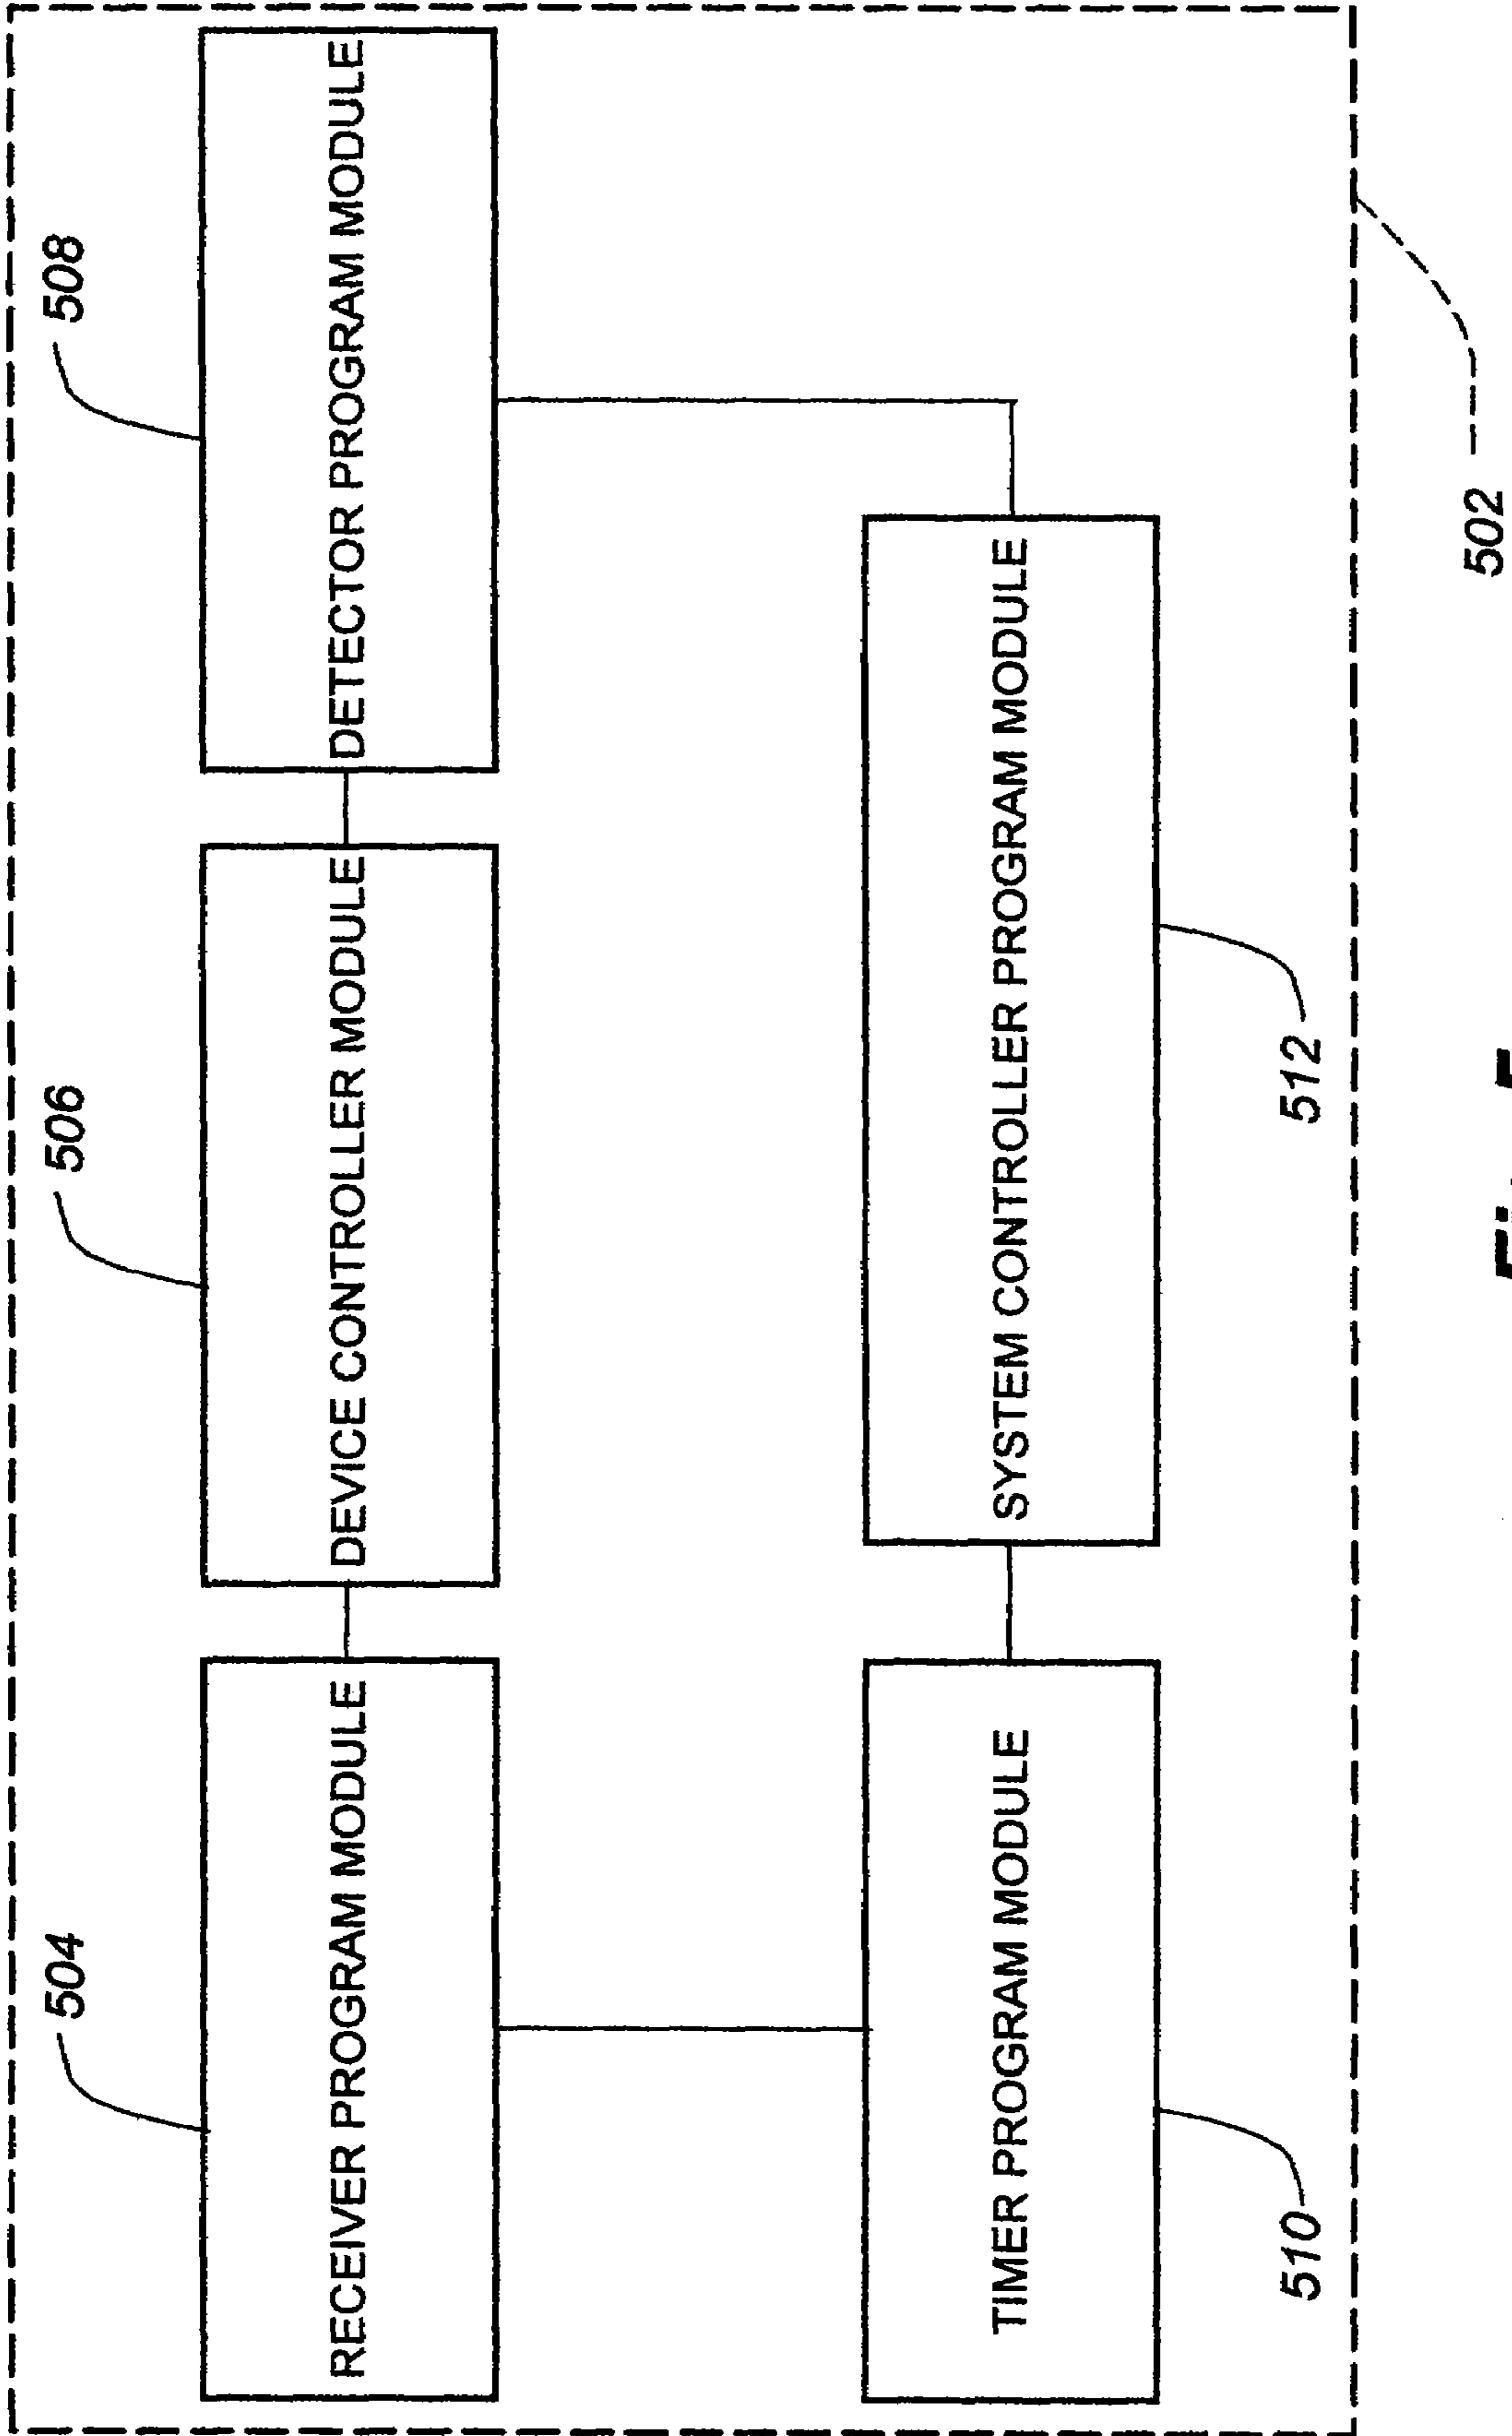 504
506
508
RECEIVER PROGRAM MODULE
DEVICE CONTROLLER MODULE
DETECTOR PROGRAM MODULE
TIMER PROGRAM MODULE
SYSTEM CONTROLLER PROGRAM MODULE
510
512
502